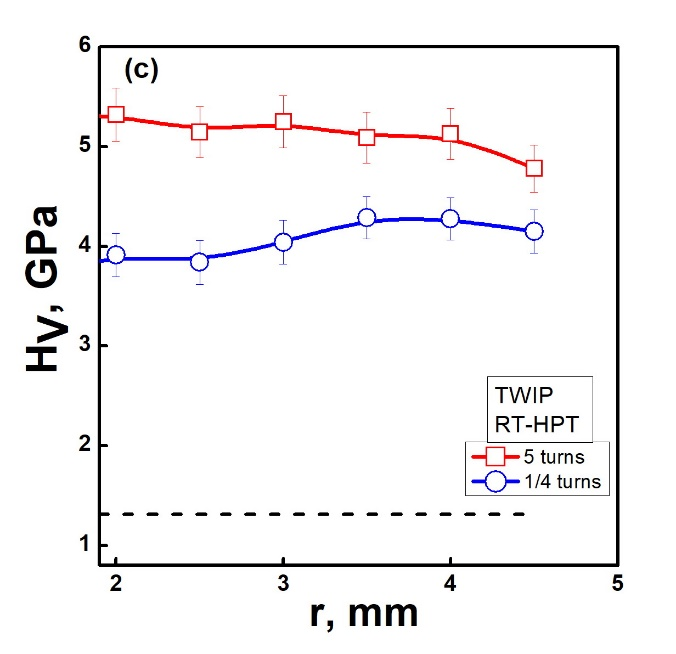 (c)
6
5
4
3
2
1
HV, GPa
TWIP
RT-HPT
5 turns
1/4 turns
2 3 4 5
r, mm